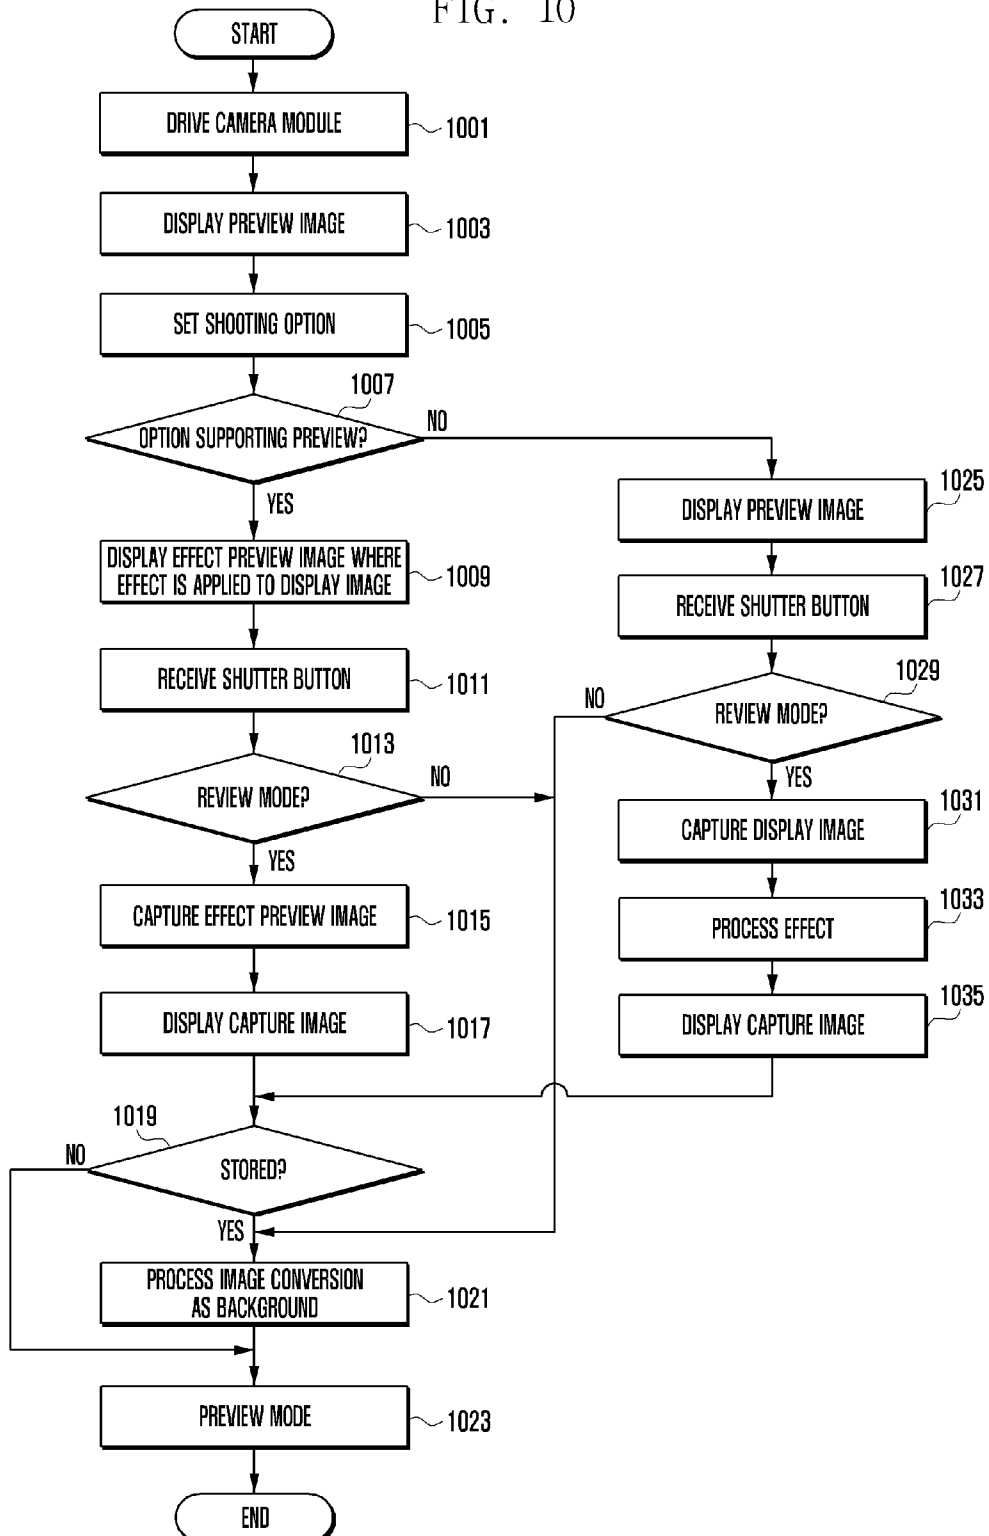 FIG. 10
START
DRIVE CAMERA MODULE
1001
DISPLAY PREVIEW IMAGE
1003
SET SHOOTING OPTION
1005
1007
OPTION SUPPORTING PREVIEW?
NO
YES
DISPLAY EFFECT PREVIEW IMAGE WHERE
EFFECT IS APPLIED TO DISPLAY IMAGE
1009
RECEIVE SHUTTER BUTTON
1011
1013
REVIEW MODE?
NO
YES
CAPTURE EFFECT PREVIEW IMAGE
1015
DISPLAY CAPTURE IMAGE
1017
1025
DISPLAY PREVIEW IMAGE
1027
RECEIVE SHUTTER BUTTON
1029
NO
REVIEW MODE?
YES
1031
CAPTURE DISPLAY IMAGE
1033
PROCESS EFFECT
1035
DISPLAY CAPTURE IMAGE
1019
NO
STORED?
YES
PROCESS IMAGE CONVERSION
AS BACKGROUND
1021
PREVIEW MODE
1023
END